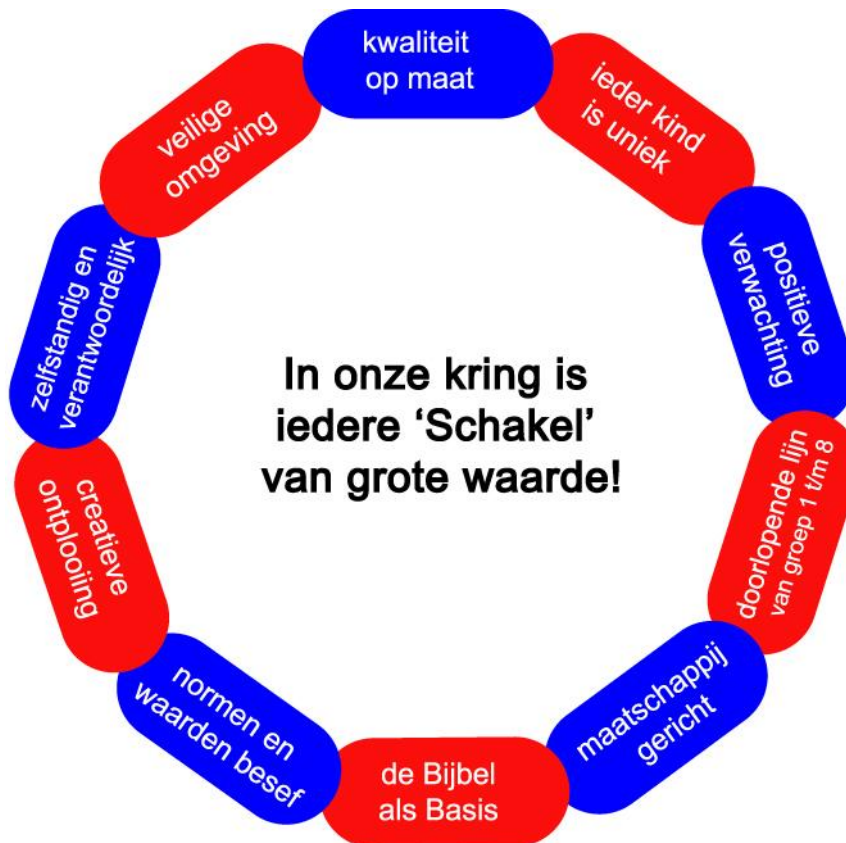 kwaliteit
op maat
ieder kind
is uniek
positieve
verwachting
doorlopende lijn
van groep 1 t/m 8
maatschappij
gericht
de Bijbel
als Basis
normen en
waarden besef
creatieve
ontplooiing
zelfstandig en
verantwoordelijk
veilige
omgeving
In onze kring is
iedere ‘Schakel’
van grote waarde!